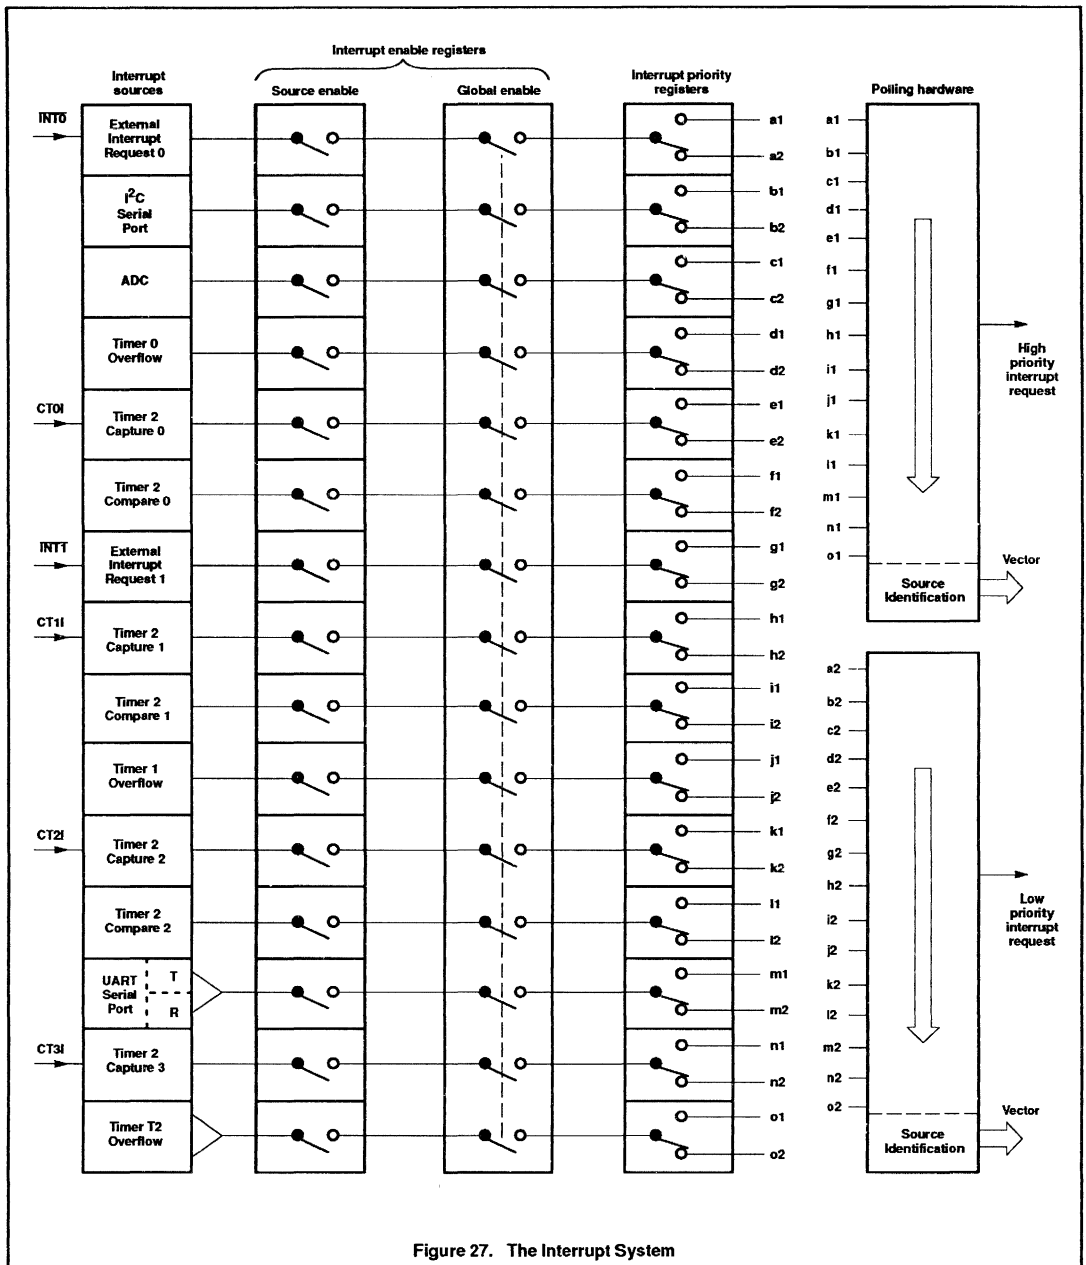 Interrupt enable registers
Interrupt
sources
Source enable
Global enable
Interrupt priority
registers
Polling hardware
INT0
External
Interrupt
Request 0
I2C
Serial
Port
ADC
Timer 0
Overflow
CT0I
Timer 2
Capture 0
Timer 2
Compare 0
INT1
External
Interrupt
Request 1
CT1I
Timer 2
Capture 1
Timer 2
Compare 1
Timer 1
Overflow
CT2I
Timer 2
Capture 2
Timer 2
Compare 2
UART
Serial
Port
T
R
CT3I
Timer 2
Capture 3
Timer T2
Overflow
a1
a2
b1
b2
c1
c2
d1
d2
e1
e2
f1
f2
g1
g2
h1
h2
i1
i2
j1
j2
k1
k2
l1
l2
m1
m2
n1
n2
o1
o2
a1
b1
c1
d1
e1
f1
g1
h1
i1
j1
k1
l1
m1
n1
o1
High
priority
interrupt
request
Source
Identification
Vector
a2
b2
c2
d2
e2
f2
g2
h2
i2
j2
k2
l2
m2
n2
o2
Low
priority
interrupt
request
Source
Identification
Vector
Figure 27. The Interrupt System